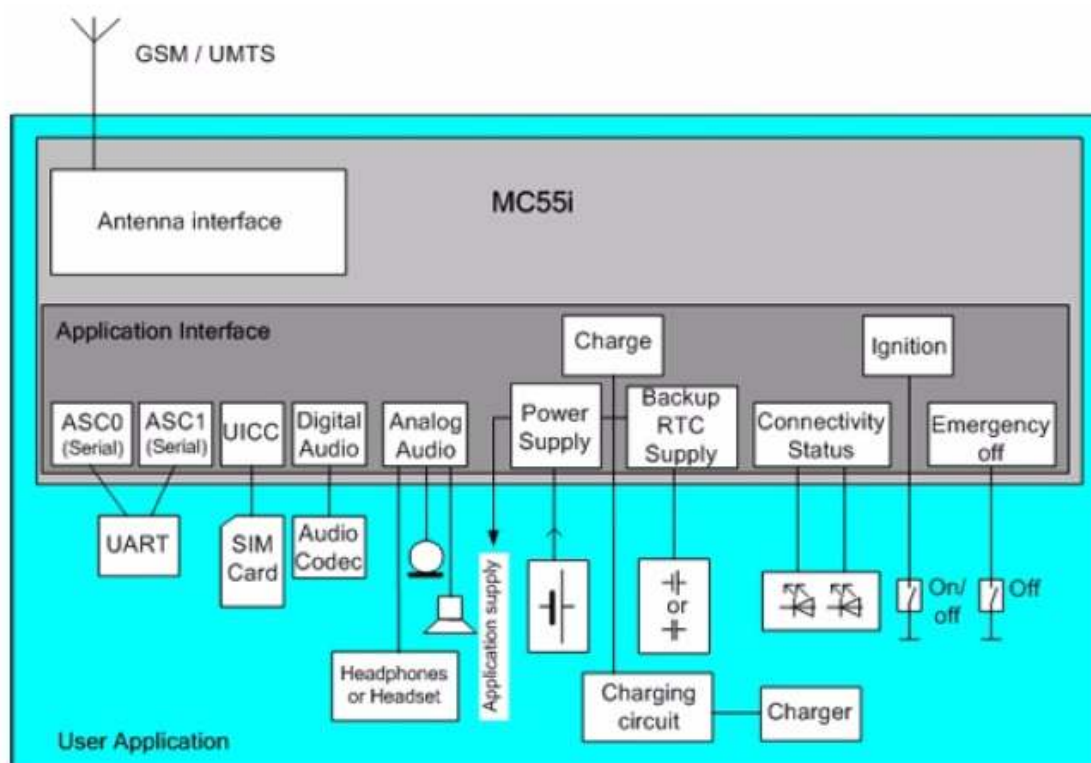 GSM / UMTS
MC55i
Antenna interface
Application Interface
Charge
Ignition
ASC0
(Serial)
ASC1
(Serial)
UICC
Digital
Audio
Analog
Audio
Power
Supply
Backup
RTC
Supply
Connectivity
Status
Emergency
off
UART
SIM
Card
Audio
Codec
Application supply
or
On/
off
Off
Headphones
or Headset
Charging
circuit
Charger
User Application